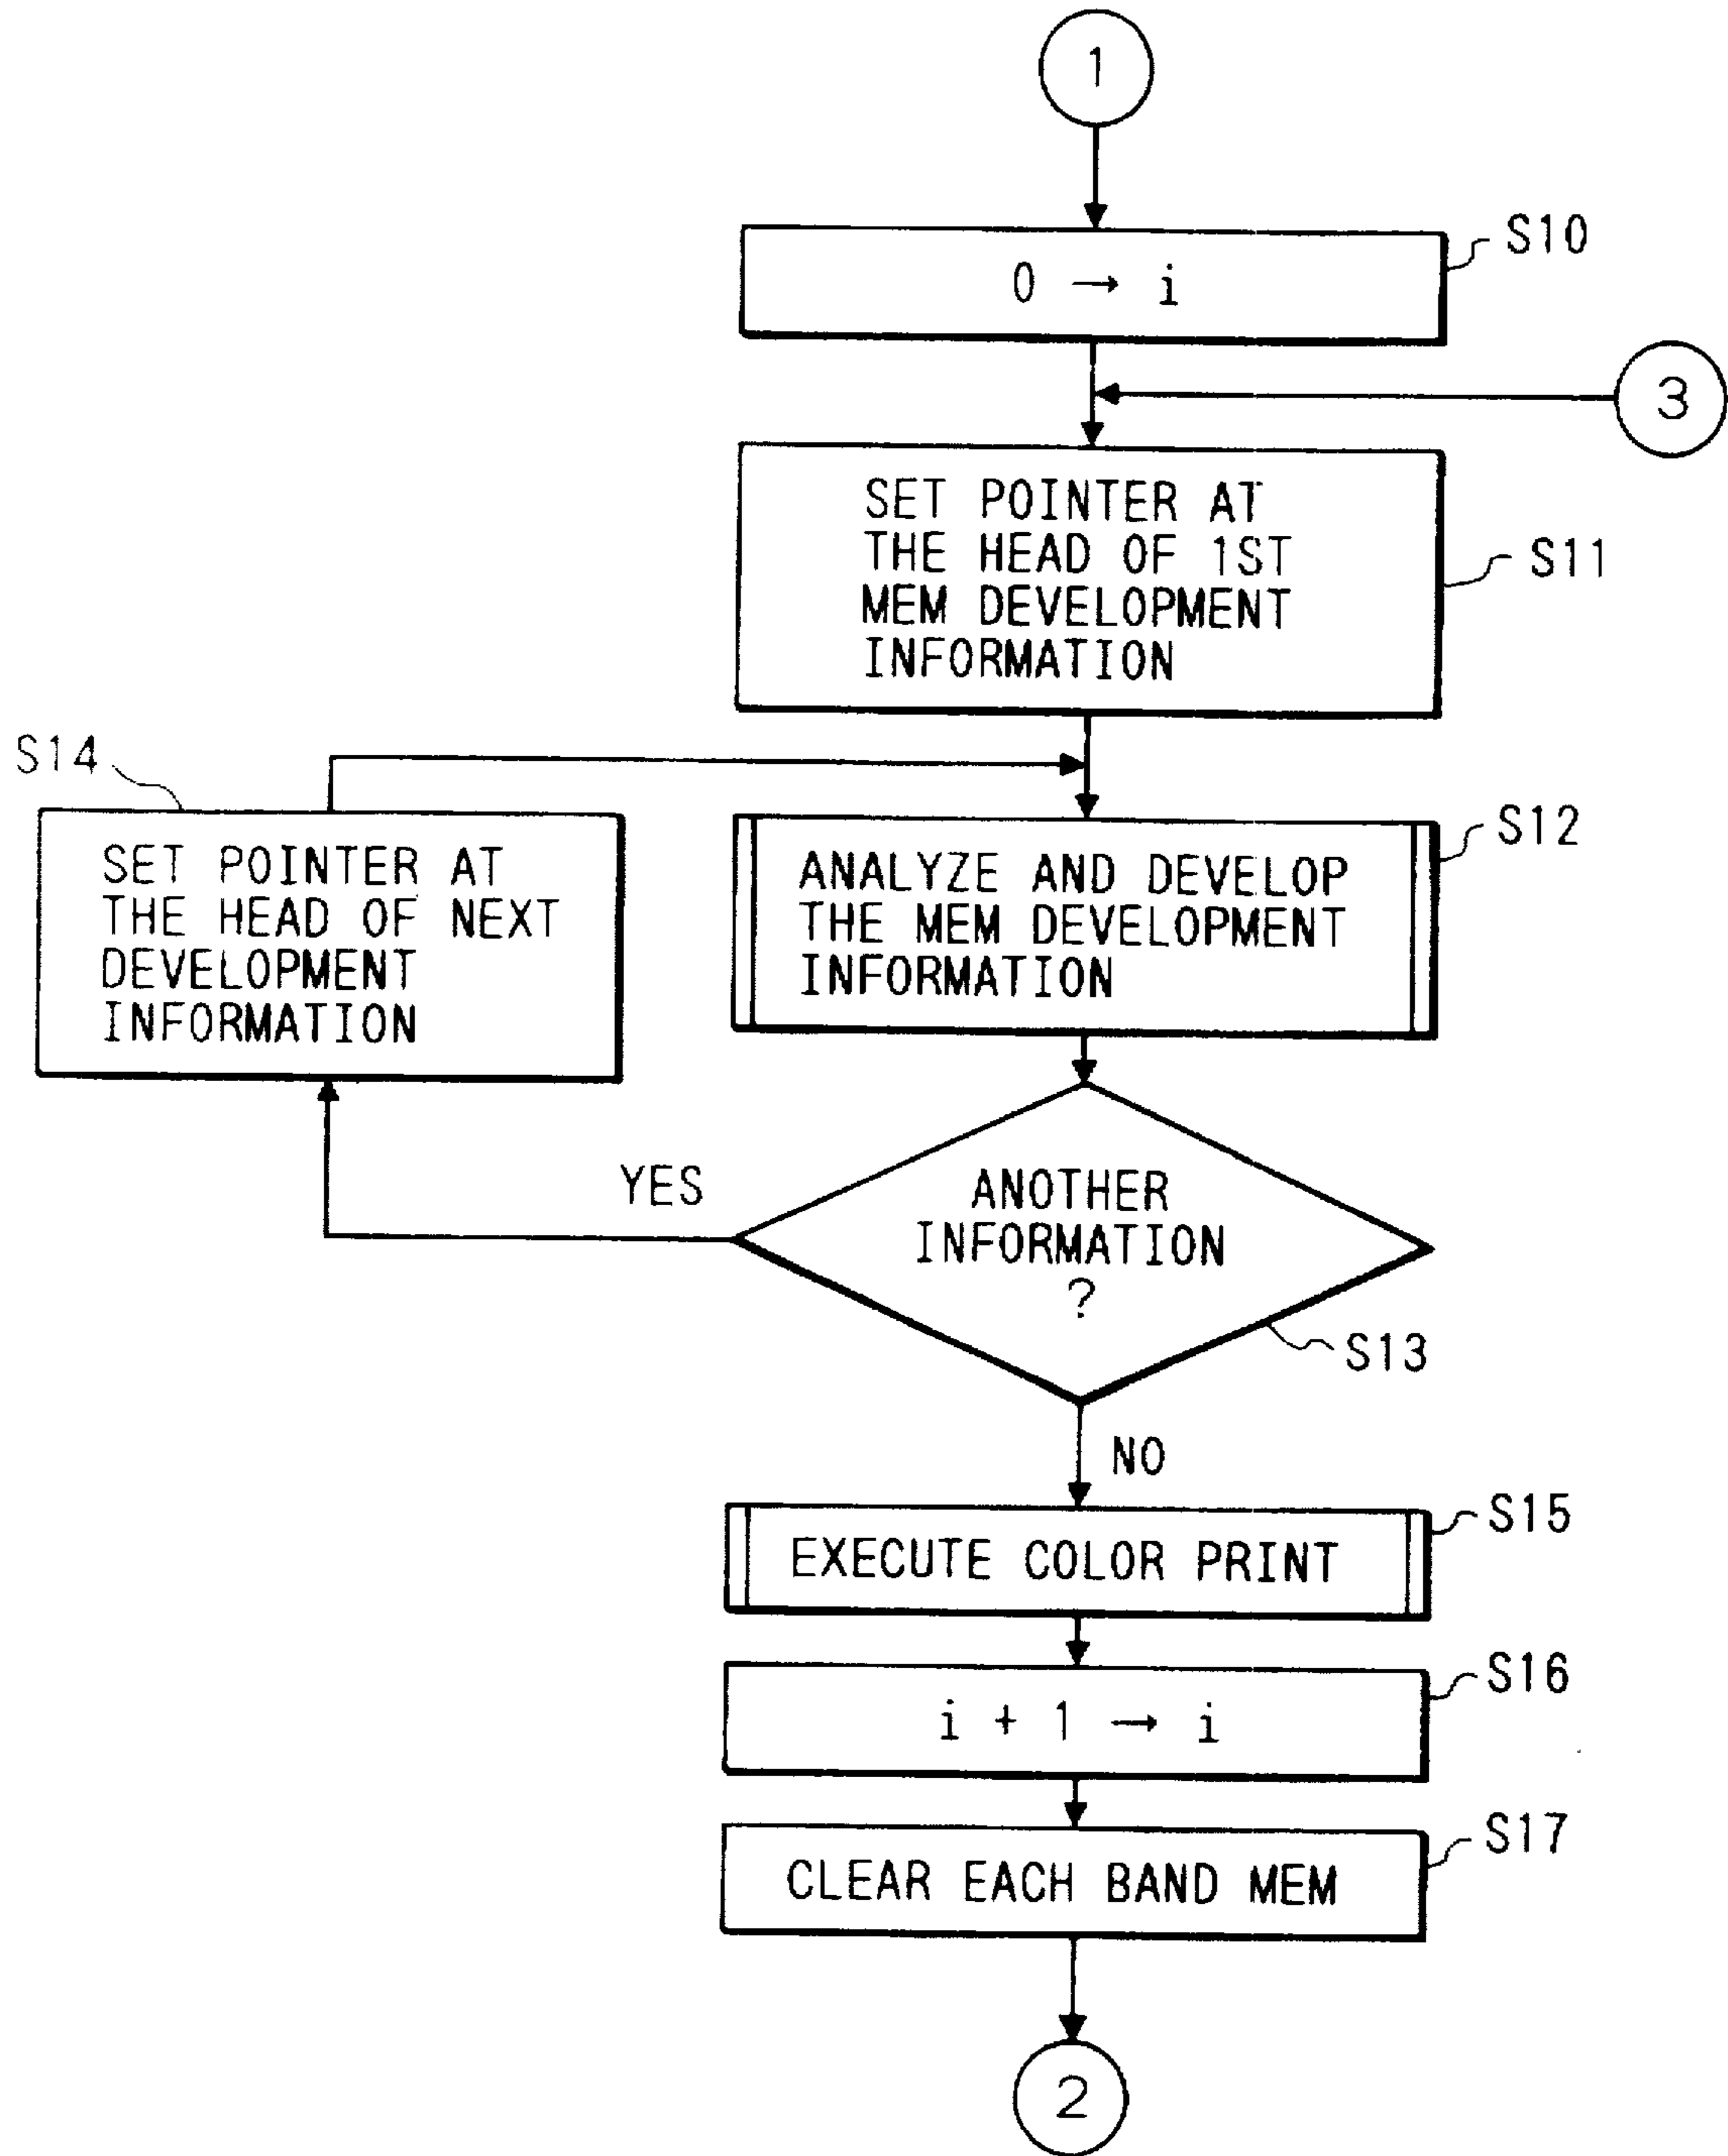 1
S10
0 → i
3
SET POINTER AT
THE HEAD OF 1ST
MEM DEVELOPMENT
INFORMATION
S11
S14
SET POINTER AT
THE HEAD OF NEXT
DEVELOPMENT
INFORMATION
S12
ANALYZE AND DEVELOP
THE MEM DEVELOPMENT
INFORMATION
YES
ANOTHER
INFORMATION
?
S13
NO
S15
EXECUTE COLOR PRINT
S16
i + 1 → i
S17
CLEAR EACH BAND MEM
2